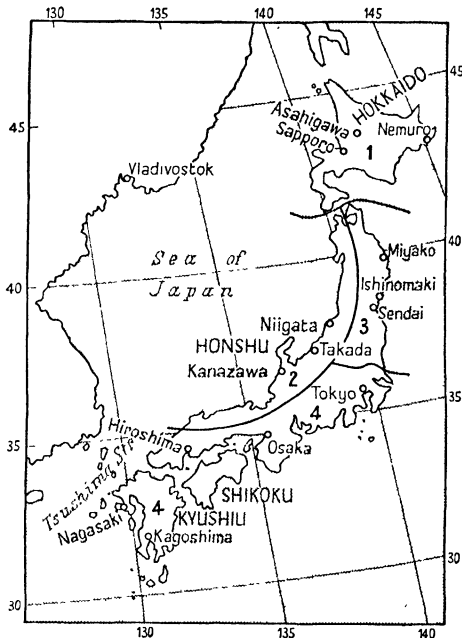 130
135
140
145
45
HOKKAIDO
Asahigawa
Sapporo
Nemuro
1
45
Vladivostok
Sea of
Japan
40
Miyako
40
Ishinomaki
3
Sendai
Niigata
Takada
HONSHU
Kanazawa
2
Tokyo
4
35
Hiroshima
Osaka
35
Tsushima Str.
SHIKOKU
4
KYUSHIU
Nagasaki
Kagoshima
30
30
130
135
140